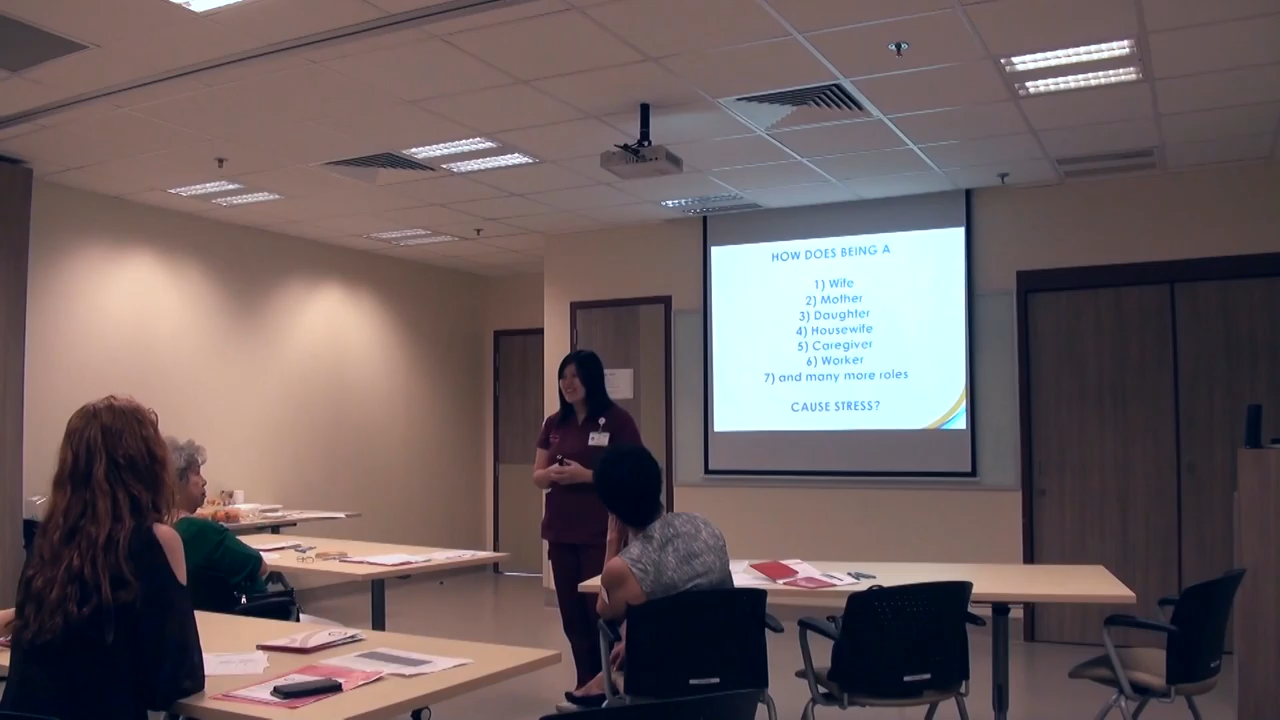 HOW DOES BEING A
1) Wife
2) Mother
3) Daughter
4) Housewife
5) Caregiver
6) Worker
7) and many more roles
CAUSE STRESS?